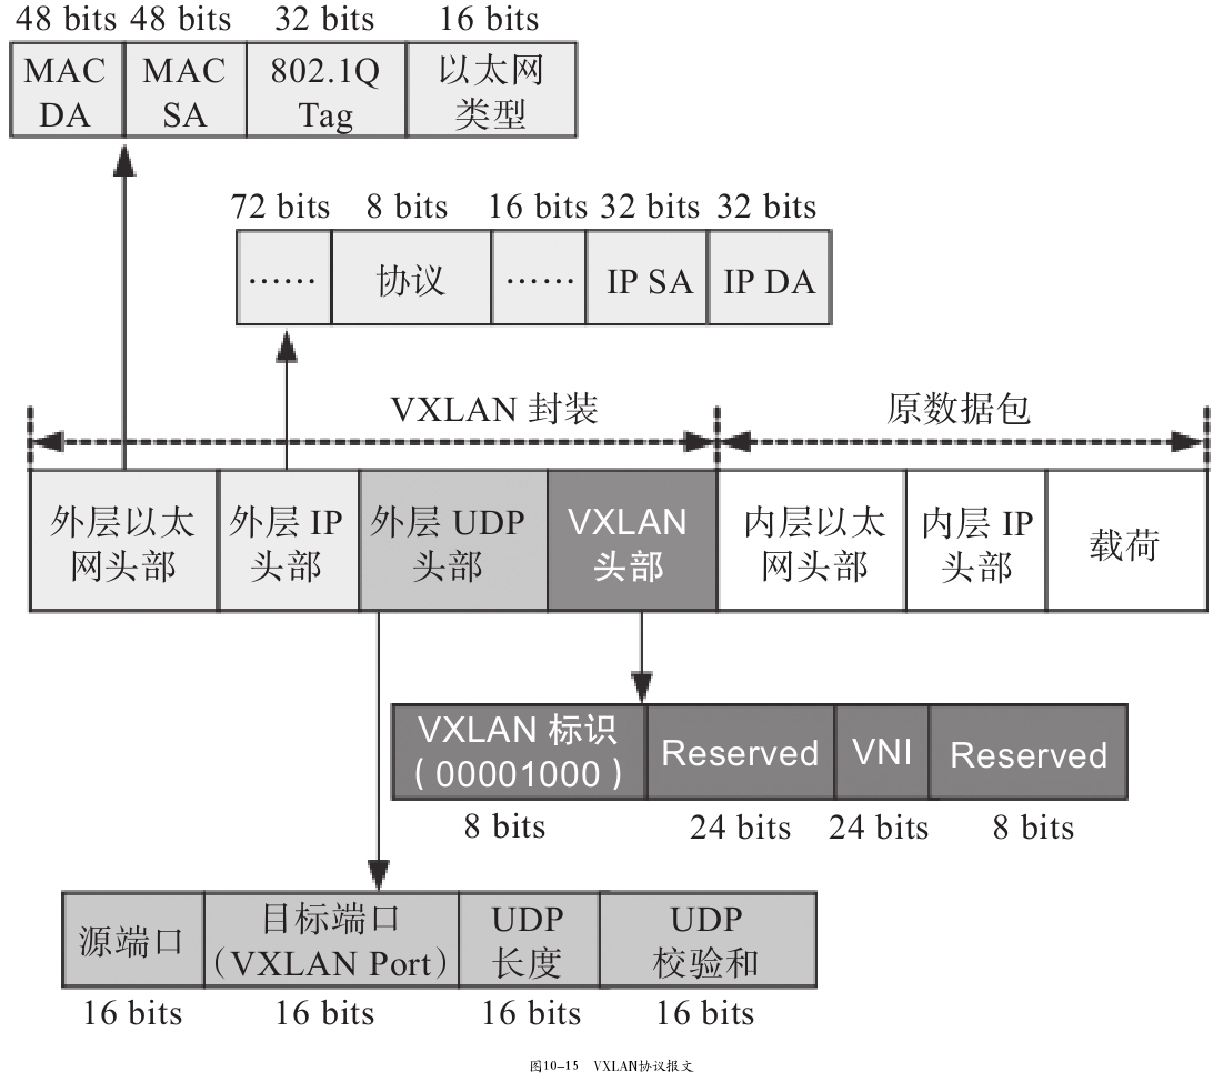 48 bits 48 bits 32 bits 16 bits
MAC DA
MAC SA
802.1Q Tag
以太网类型
72 bits 8 bits 16 bits 32 bits 32 bits
…… 协议 …… IP SA IP DA
VXLAN 封装 原数据包
外层以太网头部
外层 IP 头部
外层 UDP 头部
VXLAN 头部
内层以太网头部
内层 IP 头部
载荷
VXLAN 标识
(00001000)
Reserved VNI Reserved
8 bits 24 bits 24 bits 8 bits
源端口
目标端口
(VXLAN Port)
UDP 长度
UDP 校验和
16 bits 16 bits 16 bits 16 bits
图10-15 VXLAN协议报文